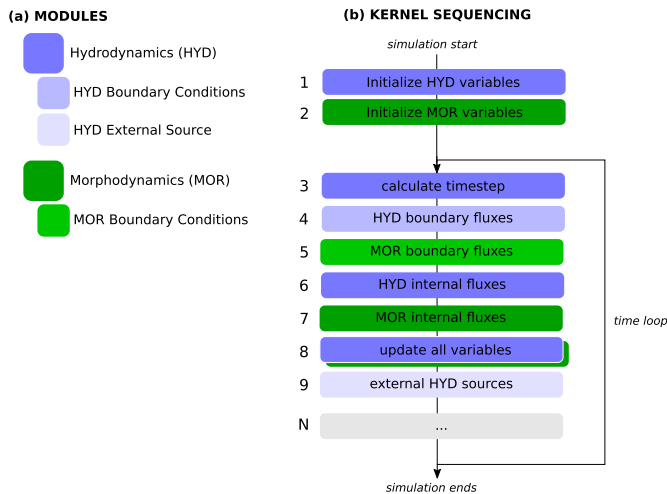 (a) MODULES
Hydrodynamics (HYD)
HYD Boundary Conditions
HYD External Source
Morphodynamics (MOR)
MOR Boundary Conditions
(b) KERNEL SEQUENCING
simulation start
1 Initialize HYD variables
2 Initialize MOR variables
3 calculate timestep
4 HYD boundary fluxes
5 MOR boundary fluxes
6 HYD internal fluxes
7 MOR internal fluxes
time loop
8 update all variables
9 external HYD sources
N ...
simulation ends